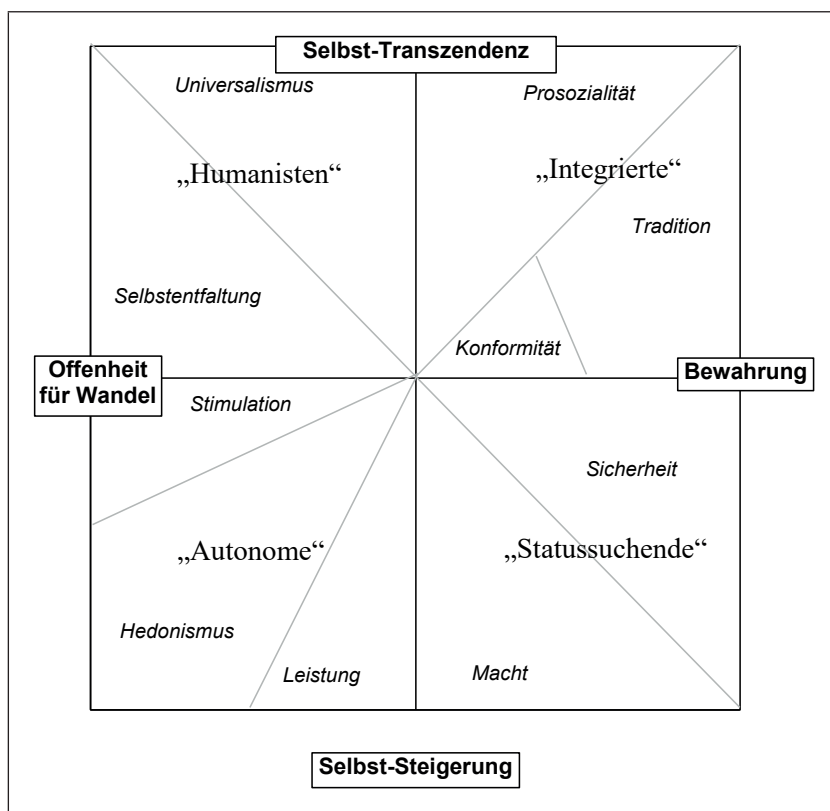 Selbst-Transzendenz
Universalismus
Prosozialität
„Humanisten“
„Integrierte“
Tradition
Selbstentfaltung
Konformität
Offenheit
für Wandel
Bewahrung
Stimulation
Sicherheit
„Autonome“
„Statussuchende“
Hedonismus
Leistung
Macht
Selbst-Steigerung